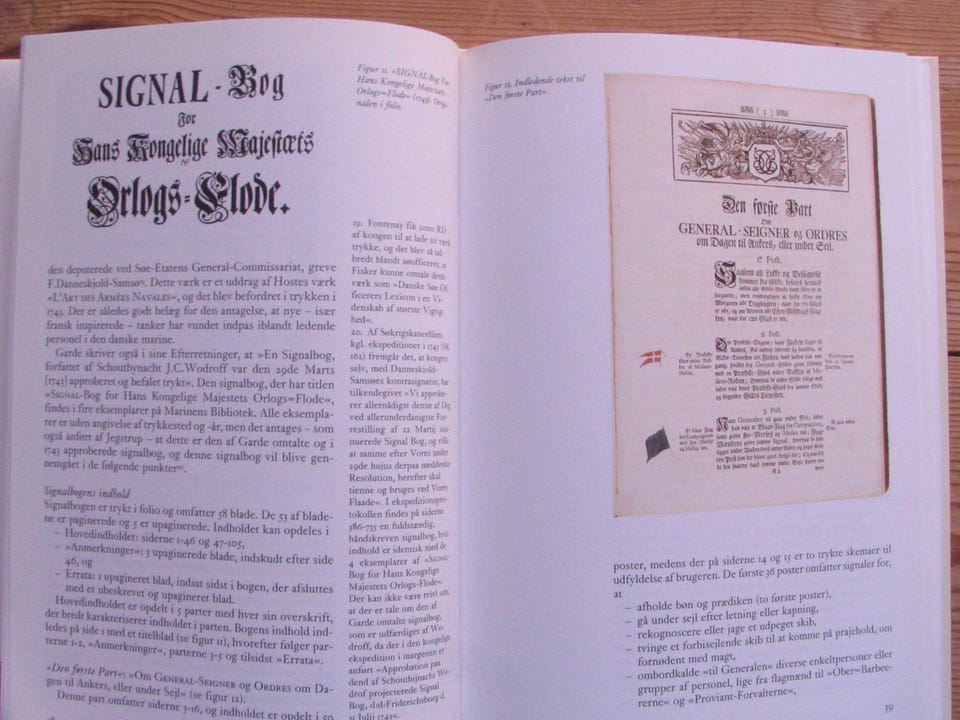 SIGNAL-Bog
For
Hans Kongelige Majestæts
Orlogs=Flode.
Figur 11. »SIGNAL-Bog For
Hans Kongelige Majestets
Orlogs=Flode« (1743). Orig-
nalen i folio.
den deputerede ved Søe-Etatens General-Commissariat, greve
F.Danneskjold-Samsø¹⁹. Dette værk er et uddrag af Hostes værk
»L'ART DES ARMÉES NAVALES«, og det blev befordret i trykken i
1743. Der er således godt belæg for den antagelse, at nye – især
fransk inspirerede – tanker har vundet indpas iblandt ledende
personel i den danske marine.
Garde skriver også i sine Efterretninger, at »En Signalbog,
forfattet af Schoutbynacht J.C.Wodroff var den 29de Marts
[1743] approberet og befalet trykt«. Den signalbog, der har titlen
»SIGNAL-Bog for Hans Kongelige Majestets Orlogs=Flode«,
findes i fire eksemplarer på Marinens Bibliotek. Alle eksempla-
rer er uden angivelse af trykkested og -år, men det antages – som
også anført af Jegstrup – at dette er den af Garde omtalte og i
1743 approberede signalbog, og denne signalbog vil blive gen-
nemgået i de følgende punkter²⁰.
Signalbogens indhold
Signalbogen er trykt i folio og omfatter 58 blade. De 53 af blade-
ne er paginerede og 5 er upaginerede. Indholdet kan opdeles i
– Hovedindholdet: siderne 1-46 og 47-105,
– »Anmerkninger«: 3 upaginerede blade, indskudt efter side
46, og
– Errata: 1 upagineret blad, indsat sidst i bogen, der afsluttes
med et ubeskrevet og upagineret blad.
Hovedindholdet er opdelt i 5 parter med hver sin overskrift,
der bredt karakteriserer indholdet i parten. Bogens indhold ind-
ledes på side 1 med et titelblad (se figur 11), hvorefter følger par-
terne 1-2, »Anmerkninger«, parterne 3-5 og tilsidst »Errata«.
»Den første Part«: »Om GENERAL-SEIGNER og ORDRES om Da-
gen til Ankers, eller under Sejl« (se figur 12).
Denne part omfatter siderne 3-16, og indholdet er opdelt i 50
19. Fontenay fik 2000 RD
af kongen til at lade sit værk
trykke, og det blev så ud-
bredt blandt søofficerer, at
Fisker kunne omtale dette
værk som »Danske Søe Of-
ficerers Lexicon i en Vi-
denskab af største Vigtig-
hed«.
20. Af Søkrigskancelliets
kgl. ekspeditioner i 1743 (SK
162) fremgår det, at kongen
selv, med Danneskiold-
Samsøes kontrasignatur, har
tilkendegivet »Vi approbe-
rer allernådigst denne af Dig
ved allerunderdanigste For-
restilling af 22 Martij in-
nuerede Signal Bog, og ville
at samme efter Vores under
29de hujus derpaa meddeelte
Resolution, herefter skal
tienne og bruges ved Vores
Flaade«. I ekspeditionspro-
tokollen findes på siderne
586-735 en fuldstændig,
håndskreven signalbog, hvis
indhold er identisk med de
4 eksemplarer af »SIGNAL-
Bog for Hans Kongelige
Majestets Orlogs-Flode«.
Der kan ikke være tvivl om,
at der er tale om den af
Garde omtalte signalbog,
som er udfærdiget af Wo-
droff, da der i den kongelige
ekspedition i margenen er
anført »Approbation paa
dend af Schoutbijnacht Wo-
drof projecterede Signal
Bog, d:d:Friderichsborg d.
11 Julii 1743«.
Figur 12. Indledende tekst til
»Den første Part«.
( 3 )
Den første Part
Om
GENERAL-SEIGNER og ORDRES
om Dagen til Ankers, eller under Sejl.
1ˢᵗ Post.
2. Post.
3. Post.
poster, medens der på siderne 14 og 15 er to trykte skemaer til
udfyldelse af brugeren. De første 36 poster omfatter signaler for,
at
– afholde bøn og prædiken (to første poster),
– gå under sejl efter letning eller kapning,
– rekognoscere eller jage et udpeget skib,
– tvinge et forbisejlende skib til at komme på prajehold, om
fornødent med magt,
– ombordkalde »til Generalen« diverse enkeltpersoner eller
grupper af personel, lige fra flagmænd til »Ober=Barbee-
rerne« og »Proviant-Forvalterne«,
39